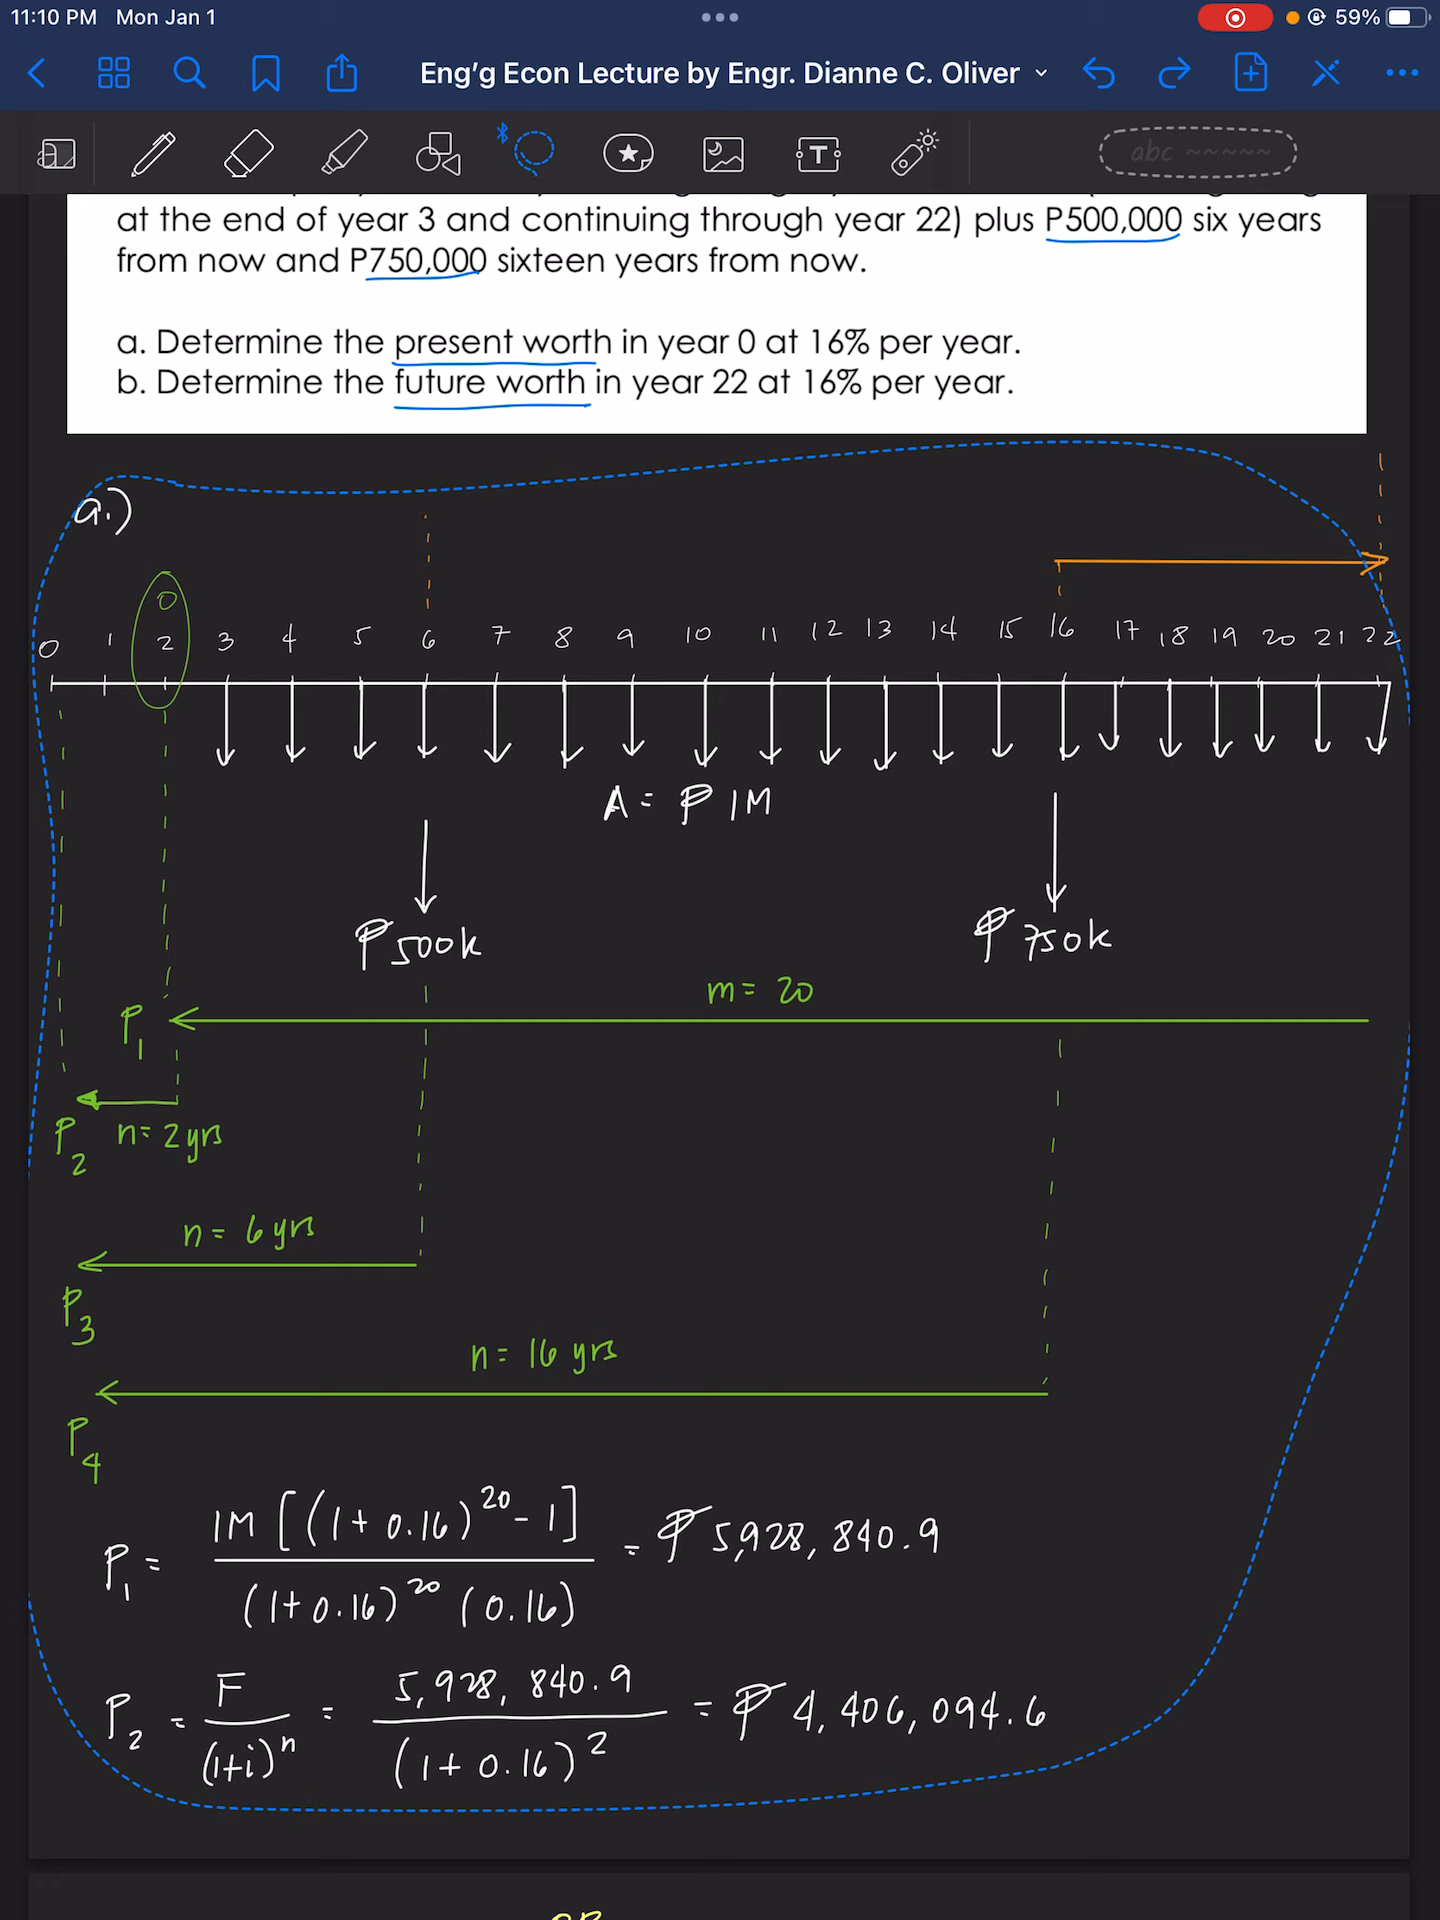 11:10 PM Mon Jan 1
59%
Eng'g Econ Lecture by Engr. Dianne C. Oliver
abc
at the end of year 3 and continuing through year 22) plus P500,000 six years
from now and P750,000 sixteen years from now.
a. Determine the present worth in year 0 at 16% per year.
b. Determine the future worth in year 22 at 16% per year.
a.)
0
0 1 2 3 4 5 6 7 8 9 10 11 12 13 14 15 16 17 18 19 20 21 22
A = ₱ 1M
₱ 500k
₱ 750k
m = 20
P1
P2 n = 2 yrs
n = 6 yrs
P3
n = 16 yrs
P4
P1 = 1M [(1+0.16)^20 - 1] / (1+0.16)^20 (0.16) = ₱ 5,928,840.9
P2 = F / (1+i)^n = 5,928,840.9 / (1+0.16)^2 = ₱ 4,406,094.6